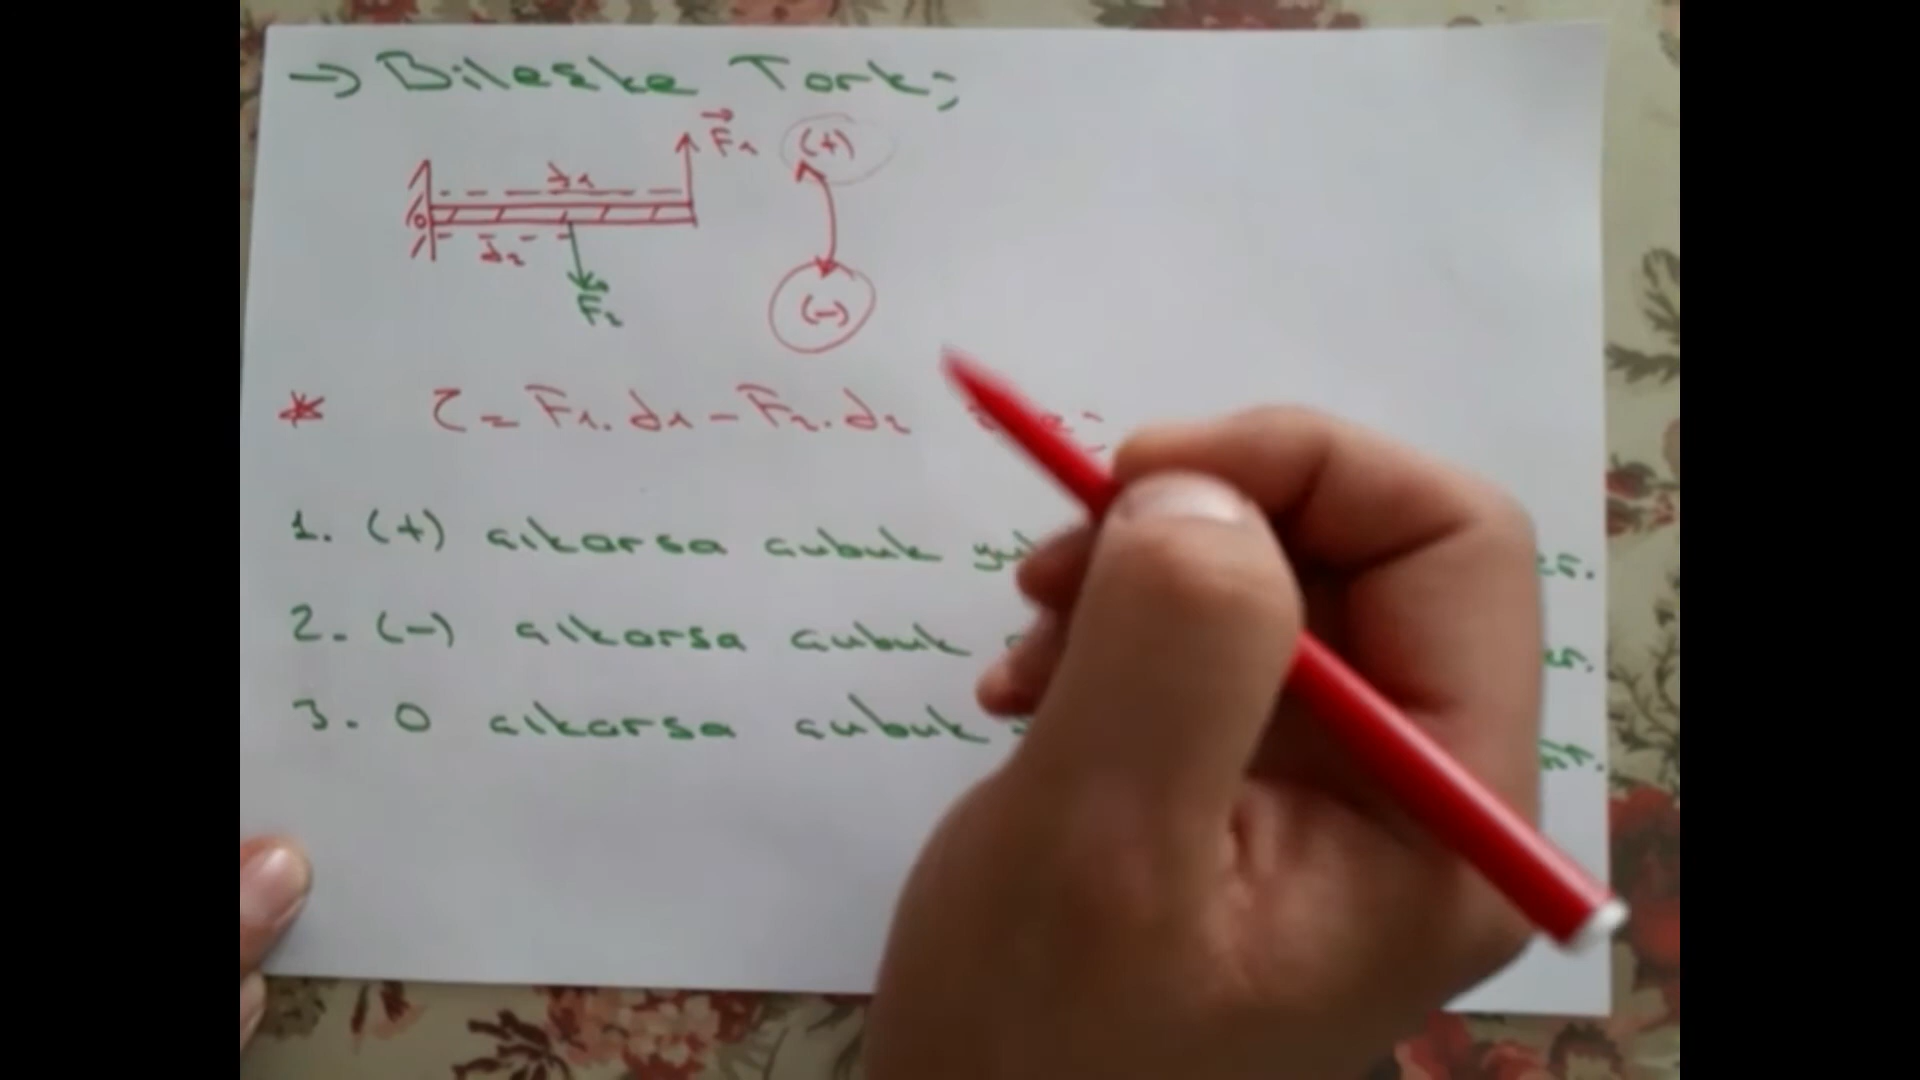 → Bileşke Tork;
F₁ (+)
d₁
d₂
F₂ (-)
* τ = F₁.d₁ - F₂.d₂
1. (+) çıkarsa çubuk
2. (-) çıkarsa çubuk
3. 0 çıkarsa çubuk